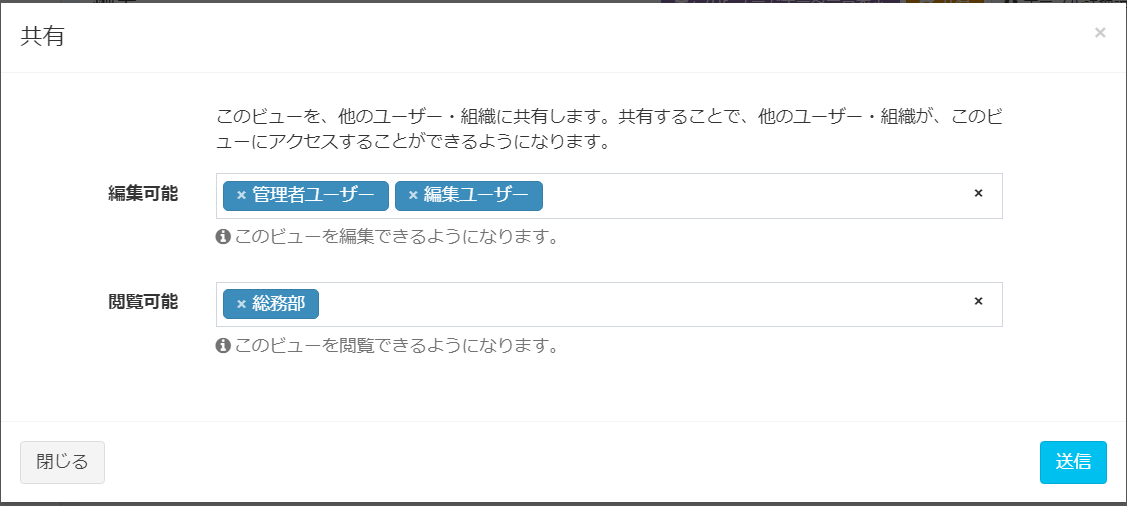 共有
×
このビューを、他のユーザー・組織に共有します。共有することで、他のユーザー・組織が、このビ
ューにアクセスすることができるようになります。
編集可能
× 管理者ユーザー × 編集ユーザー ×
このビューを編集できるようになります。
閲覧可能
× 総務部 ×
このビューを閲覧できるようになります。
閉じる
送信